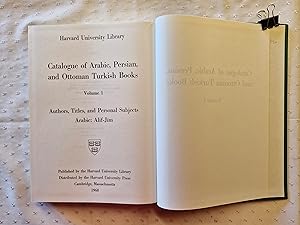 Harvard University Library
Catalogue of Arabic, Persian,
and Ottoman Turkish Books
Volume 1
Authors, Titles, and Personal Subjects
Arabic: Alif-Jim
Published by the Harvard University Library
Distributed by the Harvard University Press
Cambridge, Massachusetts
1968